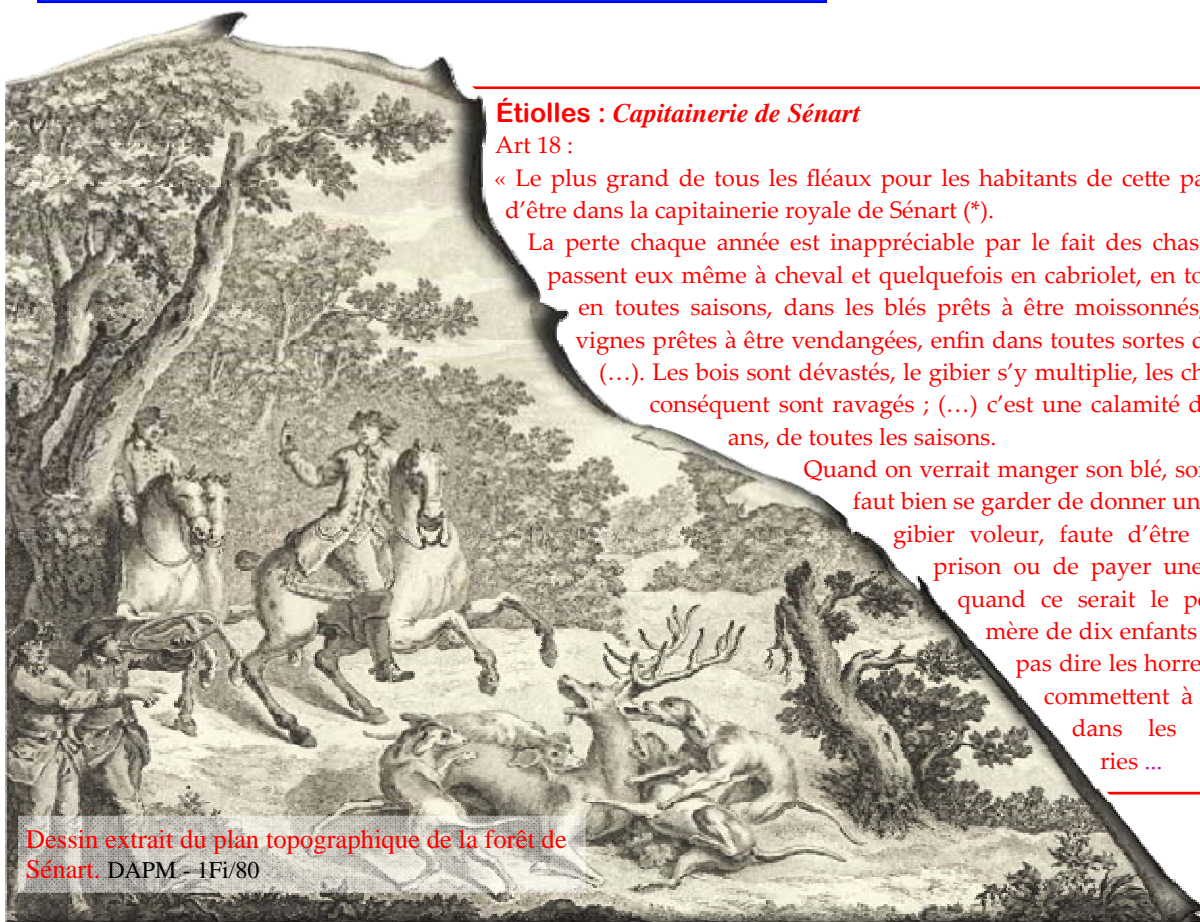 Étiolles : Capitainerie de Sénart
Art 18 :
« Le plus grand de tous les fléaux pour les habitants de cette pa
d'être dans la capitainerie royale de Sénart (*).
La perte chaque année est inappréciable par le fait des chas
passent eux même à cheval et quelquefois en cabriolet, en to
en toutes saisons, dans les blés prêts à être moissonnés,
vignes prêtes à être vendangées, enfin dans toutes sortes d
(…). Les bois sont dévastés, le gibier s'y multiplie, les ch
conséquent sont ravagés ; (…) c'est une calamité d
ans, de toutes les saisons.
Quand on verrait manger son blé, so
faut bien se garder de donner un
gibier voleur, faute d'être
prison ou de payer une
quand ce serait le p
mère de dix enfants
pas dire les horre
commettent à
dans les
ries ...
Dessin extrait du plan topographique de la forêt de
Sénart. DAPM - 1Fi/80